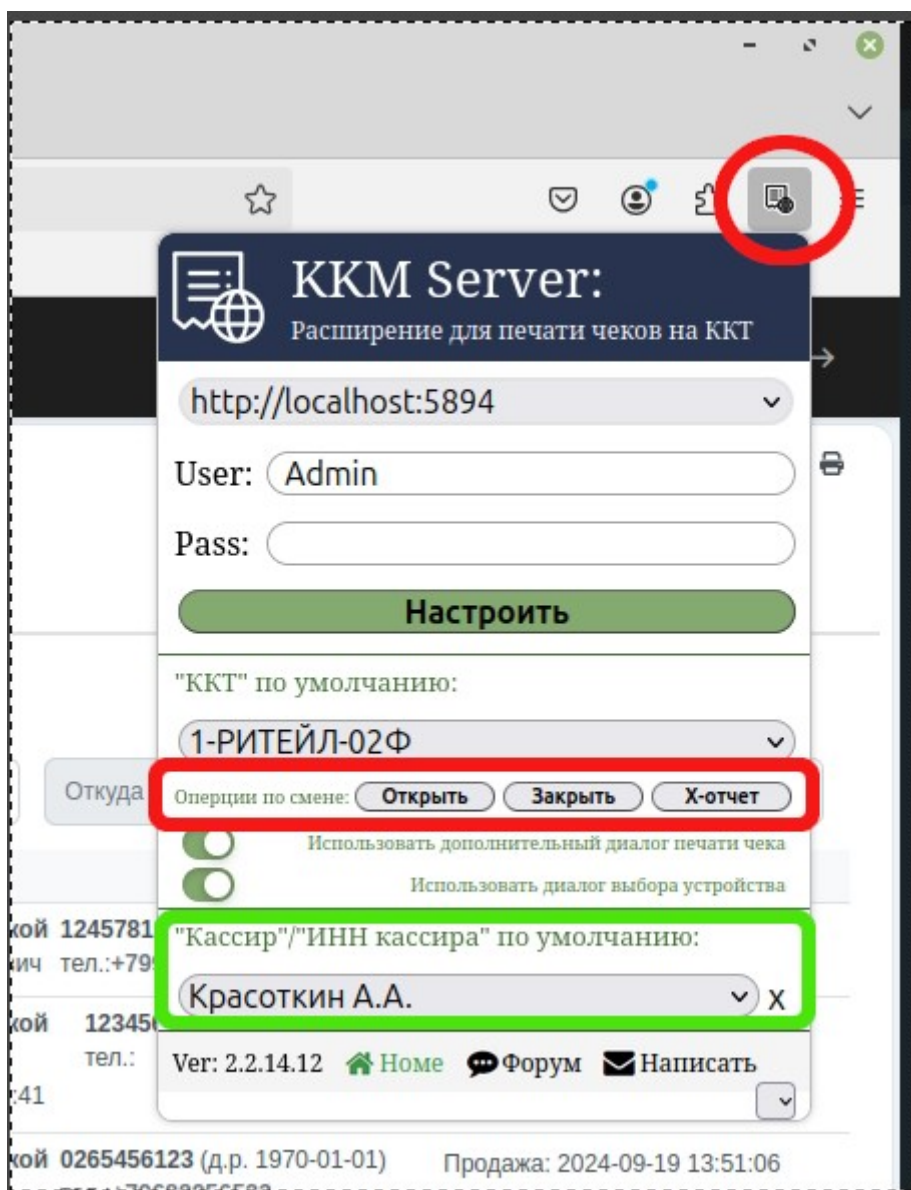 KKM Server:
Расширение для печати чеков на ККТ
http://localhost:5894
User: Admin
Pass:
Настроить
"ККТ" по умолчанию:
1-РИТЕЙЛ-02Ф
Откуда
Оперции по смене: Открыть Закрыть X-отчет
Использовать дополнительный диалог печати чека
Использовать диалог выбора устройства
кой 1245781
"Кассир"/"ИНН кассира" по умолчанию:
ич тел.:+79
Красоткин А.А. X
кой 12345
тел.:
Ver: 2.2.14.12 Home Форум Написать
:41
кой 0265456123 (д.р. 1970-01-01) Продажа: 2024-09-19 13:51:06